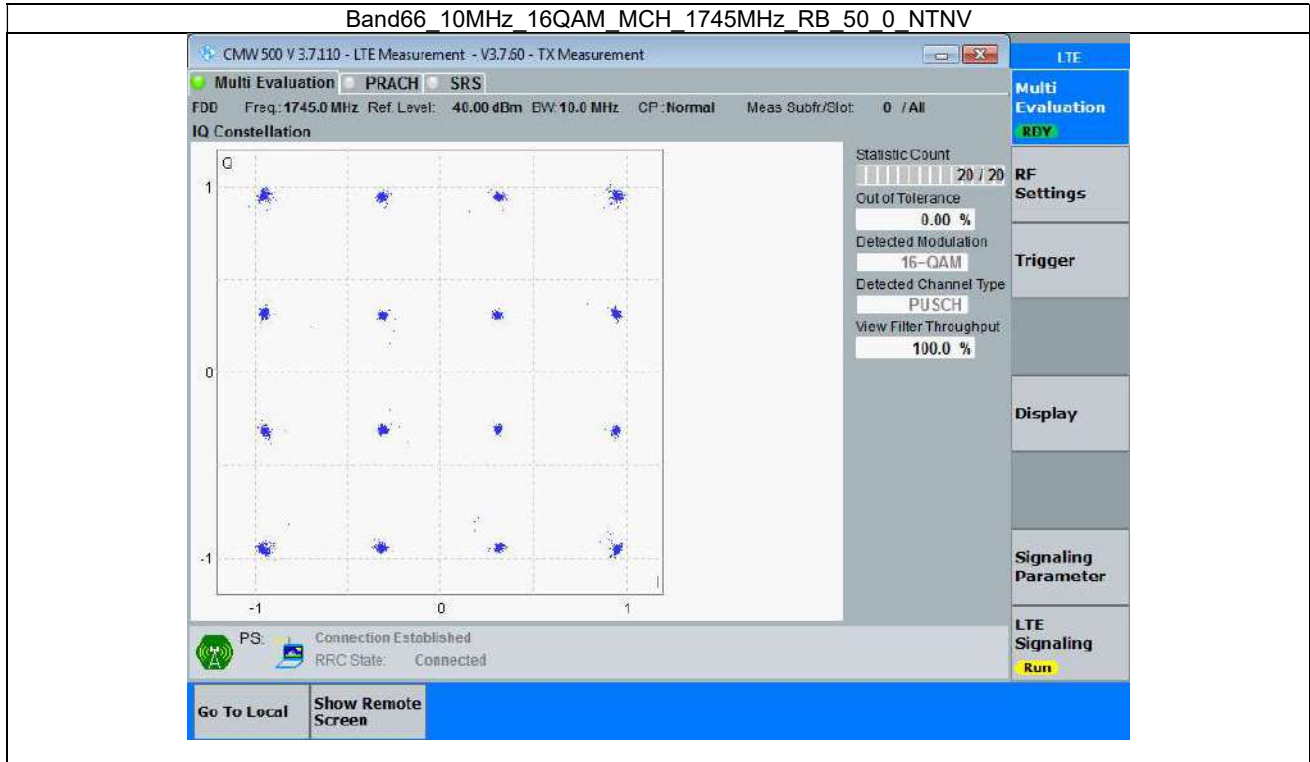 Band66_10MHz_16QAM_MCH_1745MHz_RB_50_0_NTNV
CMW 500 V 3.7.110 - LTE Measurement - V3.7.60 - TX Measurement
Multi Evaluation PRACH SRS
FDD Freq.: 1745.0 MHz Ref. Level: 40.00 dBm BW: 10.0 MHz CP : Normal Meas Subfr./Slot: 0 / All
IQ Constellation
Q
1
0
-1
-1 0 1
I
Statistic Count
20 / 20
Out of Tolerance
0.00 %
Detected Modulation
16-QAM
Detected Channel Type
PUSCH
View Filter Throughput
100.0 %
PS: Connection Established
RRC State: Connected
LTE
Multi
Evaluation
RDY
RF
Settings
Trigger
Display
Signaling
Parameter
LTE
Signaling
Run
Go To Local
Show Remote
Screen